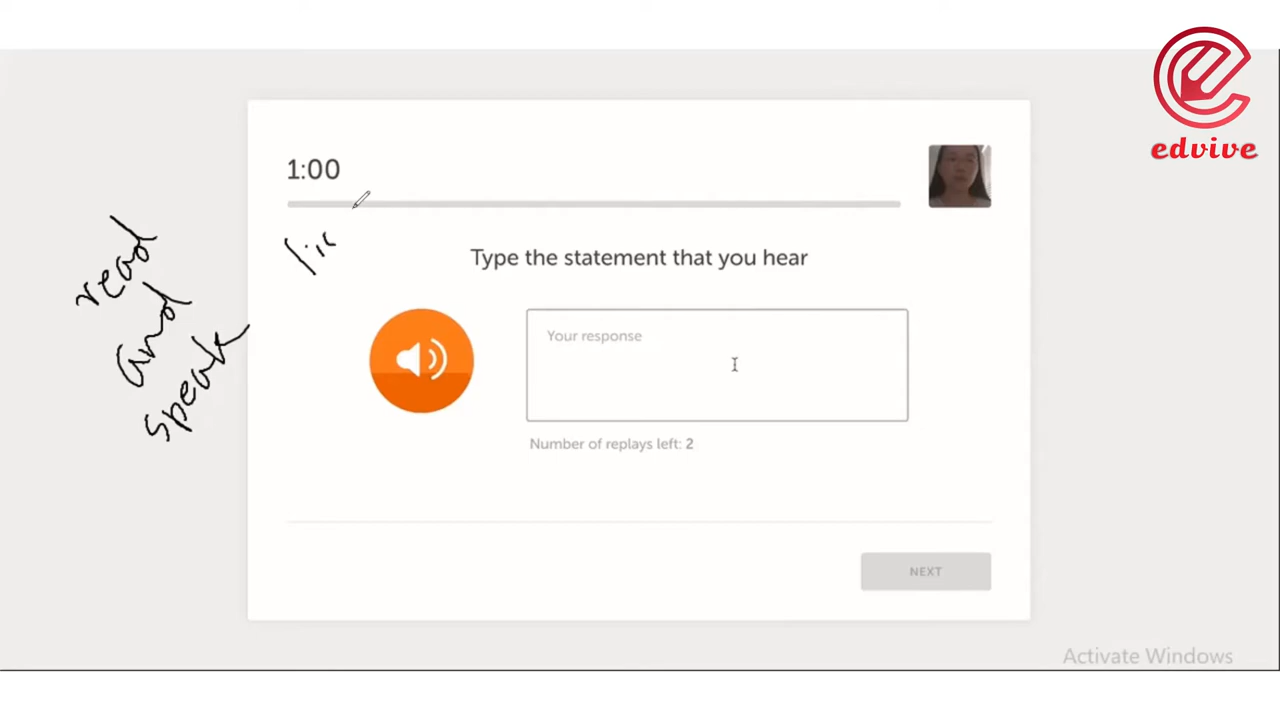 edvive
1:00
Type the statement that you hear
read
and
speak
Your response
Number of replays left: 2
NEXT
Activate Windows